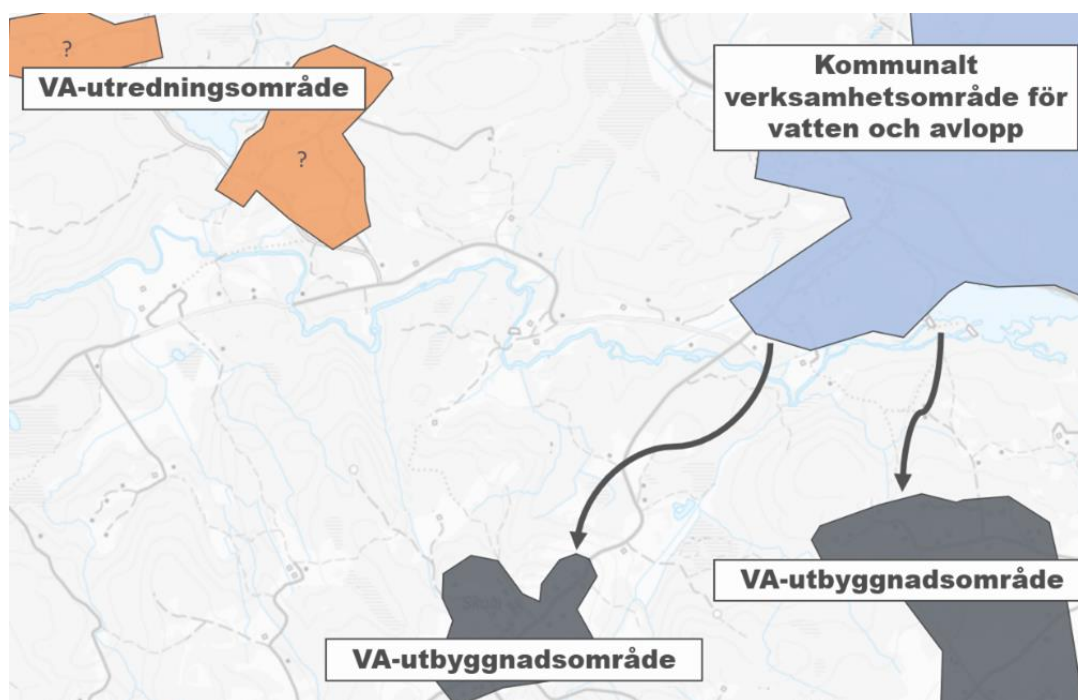 ?
VA-utredningsområde
?
Kommunalt
verksamhetsområde för
vatten och avlopp
VA-utbyggnadsområde
VA-utbyggnadsområde